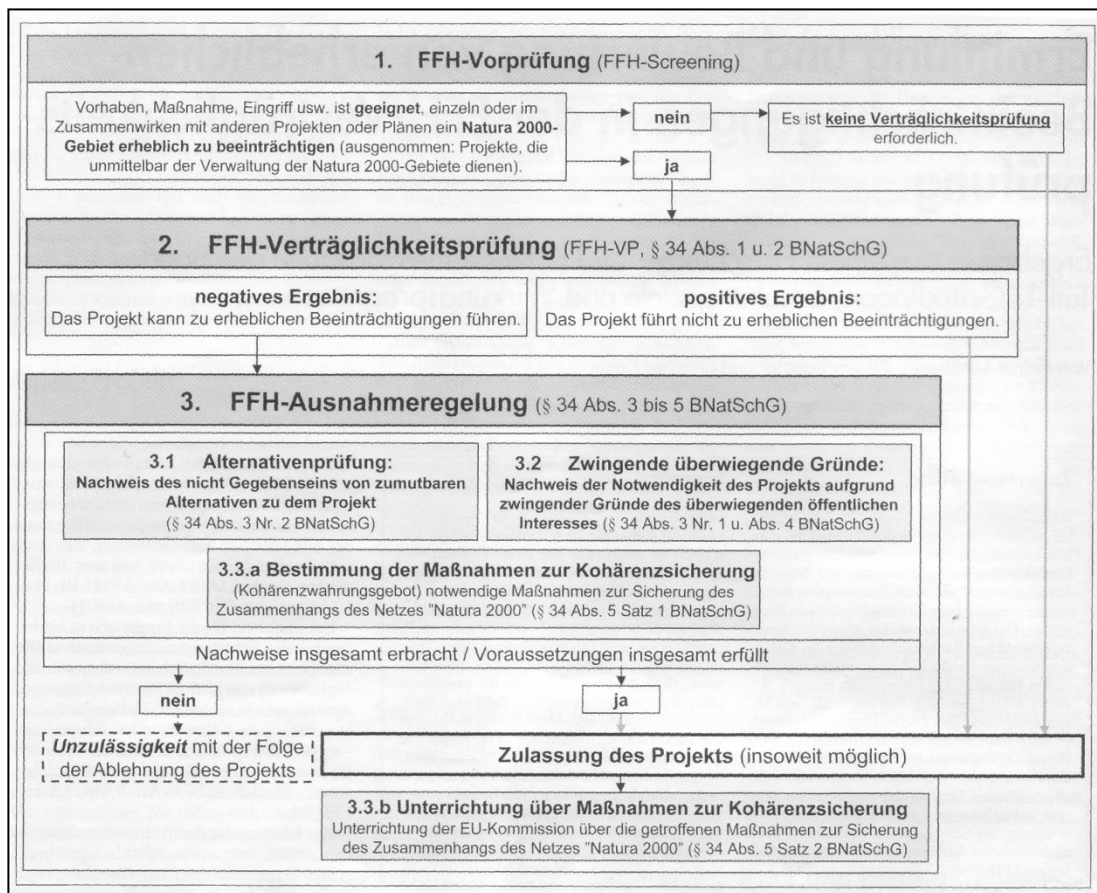 1. FFH-Vorprüfung (FFH-Screening)
Vorhaben, Maßnahme, Eingriff usw. ist geeignet, einzeln oder im
Zusammenwirken mit anderen Projekten oder Plänen ein Natura 2000-
Gebiet erheblich zu beeinträchtigen (ausgenommen: Projekte, die
unmittelbar der Verwaltung der Natura 2000-Gebiete dienen).
nein
ja
Es ist keine Verträglichkeitsprüfung
erforderlich.
2. FFH-Verträglichkeitsprüfung (FFH-VP, § 34 Abs. 1 u. 2 BNatSchG)
negatives Ergebnis:
Das Projekt kann zu erheblichen Beeinträchtigungen führen.
positives Ergebnis:
Das Projekt führt nicht zu erheblichen Beeinträchtigungen.
3. FFH-Ausnahmeregelung (§ 34 Abs. 3 bis 5 BNatSchG)
3.1 Alternativenprüfung:
Nachweis des nicht Gegebenseins von zumutbaren
Alternativen zu dem Projekt
(§ 34 Abs. 3 Nr. 2 BNatSchG)
3.2 Zwingende überwiegende Gründe:
Nachweis der Notwendigkeit des Projekts aufgrund
zwingender Gründe des überwiegenden öffentlichen
Interesses (§ 34 Abs. 3 Nr. 1 u. Abs. 4 BNatSchG)
3.3.a Bestimmung der Maßnahmen zur Kohärenzsicherung
(Kohärenzwahrungsgebot) notwendige Maßnahmen zur Sicherung des
Zusammenhangs des Netzes "Natura 2000" (§ 34 Abs. 5 Satz 1 BNatSchG)
Nachweise insgesamt erbracht / Voraussetzungen insgesamt erfüllt
nein
ja
Unzulässigkeit mit der Folge
der Ablehnung des Projekts
Zulassung des Projekts (insoweit möglich)
3.3.b Unterrichtung über Maßnahmen zur Kohärenzsicherung
Unterrichtung der EU-Kommission über die getroffenen Maßnahmen zur Sicherung
des Zusammenhangs des Netzes "Natura 2000" (§ 34 Abs. 5 Satz 2 BNatSchG)